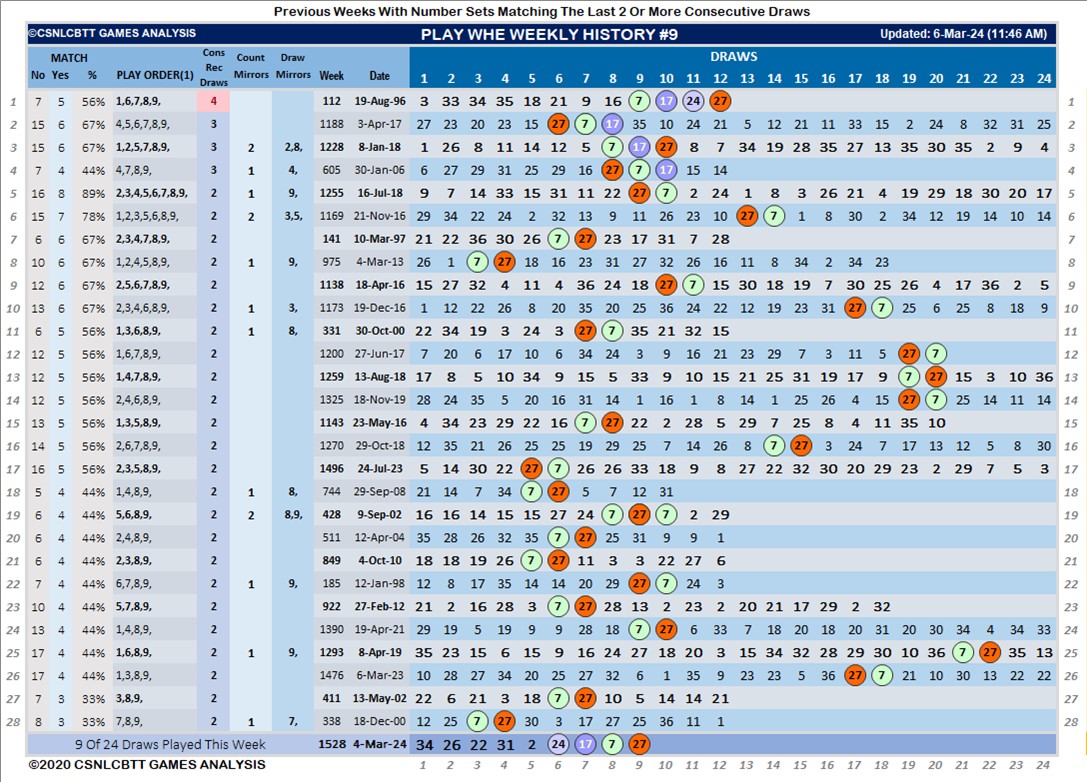 Previous Weeks With Number Sets Matching The Last 2 Or More Consecutive Draws
©CSNLCBTT GAMES ANALYSIS PLAY WHE WEEKLY HISTORY #9 Updated: 6-Mar-24 (11:46 AM)
MATCH Cons Rec Draws Count Mirrors Draw Mirrors DRAWS
No Yes % PLAY ORDER(1) Week Date 1 2 3 4 5 6 7 8 9 10 11 12 13 14 15 16 17 18 19 20 21 22 23 24
1 7 5 56% 1,6,7,8,9, 4 112 19-Aug-96 3 33 34 35 18 21 9 16 7 17 24 27 1
2 15 6 67% 4,5,6,7,8,9, 3 1188 3-Apr-17 27 23 20 23 15 27 7 17 35 10 24 21 5 12 21 11 33 15 2 24 8 32 31 25 2
3 15 6 67% 1,2,5,7,8,9, 3 2 2,8, 1228 8-Jan-18 1 26 8 11 14 12 5 7 17 27 8 7 34 19 28 35 27 13 35 30 35 2 9 4 3
4 7 4 44% 4,7,8,9, 3 1 4, 605 30-Jan-06 6 27 29 31 25 29 16 27 7 17 15 14 4
5 16 8 89% 2,3,4,5,6,7,8,9, 2 1 9, 1255 16-Jul-18 9 7 14 33 15 31 11 22 27 7 2 24 1 8 3 26 21 4 19 29 18 30 20 17 5
6 15 7 78% 1,2,3,5,6,8,9, 2 2 3,5, 1169 21-Nov-16 29 34 22 24 2 32 13 9 11 26 23 10 27 7 1 8 30 2 34 12 19 14 10 14 6
7 6 6 67% 2,3,4,7,8,9, 2 141 10-Mar-97 21 22 36 30 26 7 27 23 17 31 7 28 7
8 10 6 67% 1,2,4,5,8,9, 2 1 9, 975 4-Mar-13 26 1 7 27 18 16 23 31 27 32 26 16 11 8 34 2 34 23 8
9 12 6 67% 2,5,6,7,8,9, 2 1138 18-Apr-16 15 27 32 4 11 4 36 24 18 27 7 15 30 18 19 7 30 25 26 4 17 36 2 5 9
10 13 6 67% 2,3,4,6,8,9, 2 1 3, 1173 19-Dec-16 1 12 22 26 8 20 35 20 25 36 24 22 12 19 23 31 27 7 25 6 25 8 18 9 10
11 6 5 56% 1,3,6,8,9, 2 1 8, 331 30-Oct-00 22 34 19 3 24 3 27 7 35 21 32 15 11
12 12 5 56% 1,6,7,8,9, 2 1200 27-Jun-17 7 20 6 17 10 6 34 24 3 9 16 21 23 29 7 3 11 5 27 7 12
13 12 5 56% 1,4,7,8,9, 2 1259 13-Aug-18 17 8 5 10 34 9 15 5 33 9 10 15 21 25 31 19 17 9 7 27 15 3 10 36 13
14 12 5 56% 2,4,6,8,9, 2 1325 18-Nov-19 28 24 35 5 20 16 31 14 1 16 1 8 14 1 25 26 4 15 27 7 25 14 11 14 14
15 12 5 56% 1,3,5,8,9, 2 1143 23-May-16 4 34 23 29 22 16 7 27 22 2 28 5 29 7 25 8 4 11 35 10 15
16 14 5 56% 2,6,7,8,9, 2 1270 29-Oct-18 12 35 21 26 25 25 19 29 25 7 14 26 8 7 27 3 24 7 17 13 12 5 8 30 16
17 16 5 56% 2,3,5,8,9, 2 1496 24-Jul-23 5 14 30 22 27 7 26 26 33 18 9 8 27 22 32 30 20 29 23 2 29 7 5 3 17
18 5 4 44% 1,4,8,9, 2 1 8, 744 29-Sep-08 21 14 7 34 7 27 5 7 12 31 18
19 6 4 44% 5,6,8,9, 2 2 8,9, 428 9-Sep-02 16 16 14 15 15 27 24 7 27 7 2 29 19
20 6 4 44% 2,4,8,9, 2 511 12-Apr-04 35 28 26 32 35 7 27 25 31 9 9 1 20
21 6 4 44% 2,3,8,9, 2 849 4-Oct-10 18 18 19 26 7 27 11 3 3 22 27 6 21
22 7 4 44% 6,7,8,9, 2 1 9, 185 12-Jan-98 12 8 17 35 14 14 20 29 27 7 24 3 22
23 10 4 44% 5,7,8,9, 2 922 27-Feb-12 21 2 16 28 3 7 27 28 13 2 23 2 20 21 17 29 2 32 23
24 13 4 44% 1,4,8,9, 2 1390 19-Apr-21 29 19 5 19 9 9 28 18 7 27 6 33 7 18 20 18 20 31 20 30 34 4 34 33 24
25 17 4 44% 1,6,8,9, 2 1 9, 1293 8-Apr-19 35 23 15 6 15 9 16 24 27 18 20 3 15 34 32 28 29 30 10 36 7 27 35 13 25
26 17 4 44% 1,3,8,9, 2 1476 6-Mar-23 10 28 27 34 20 25 27 32 6 1 35 9 23 23 5 36 27 7 21 10 30 13 22 22 26
27 7 3 33% 3,8,9, 2 411 13-May-02 22 6 21 3 18 7 27 10 5 14 14 21 27
28 8 3 33% 7,8,9, 2 1 7, 338 18-Dec-00 12 25 7 27 30 3 17 27 25 36 11 1 28
9 Of 24 Draws Played This Week 1528 4-Mar-24 34 26 22 31 2 24 17 7 27
©2020 CSNLCBTT GAMES ANALYSIS 1 2 3 4 5 6 7 8 9 10 11 12 13 14 15 16 17 18 19 20 21 22 23 24